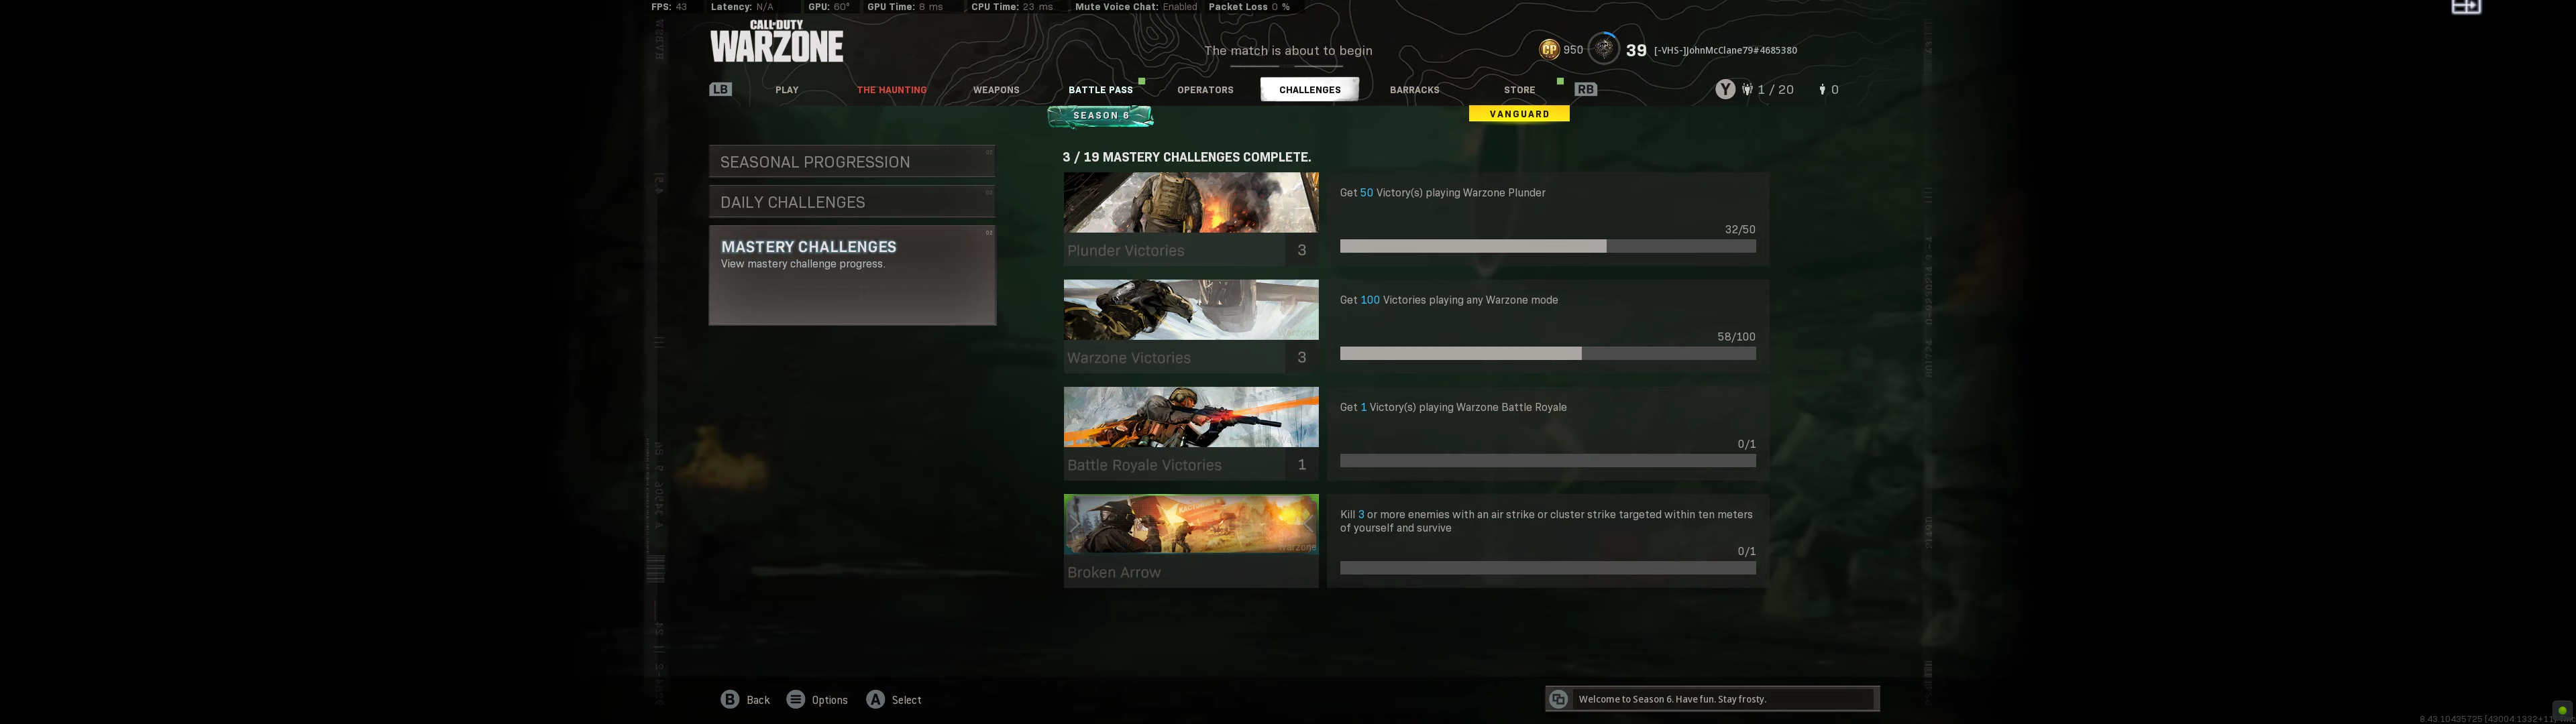 FPS: 43 Latency: N/A GPU: 60° GPU Time: 8 ms CPU Time: 23 ms Mute Voice Chat: Enabled Packet Loss 0 %
CALL OF DUTY
WARZONE
The match is about to begin
CP 950 39 [-VHS-]JohnMcClane79#4685380
LB PLAY THE HAUNTING WEAPONS BATTLE PASS OPERATORS CHALLENGES BARRACKS STORE RB Y 1 / 20 0
SEASON 6 VANGUARD
SEASONAL PROGRESSION
DAILY CHALLENGES
MASTERY CHALLENGES
View mastery challenge progress.
3 / 19 MASTERY CHALLENGES COMPLETE.
Plunder Victories 3
Get 50 Victory(s) playing Warzone Plunder
32/50
Warzone Victories 3
Get 100 Victories playing any Warzone mode
58/100
Battle Royale Victories 1
Get 1 Victory(s) playing Warzone Battle Royale
0/1
Warzone
Broken Arrow
Kill 3 or more enemies with an air strike or cluster strike targeted within ten meters
of yourself and survive
0/1
B Back Options A Select
Welcome to Season 6. Have fun. Stay frosty.